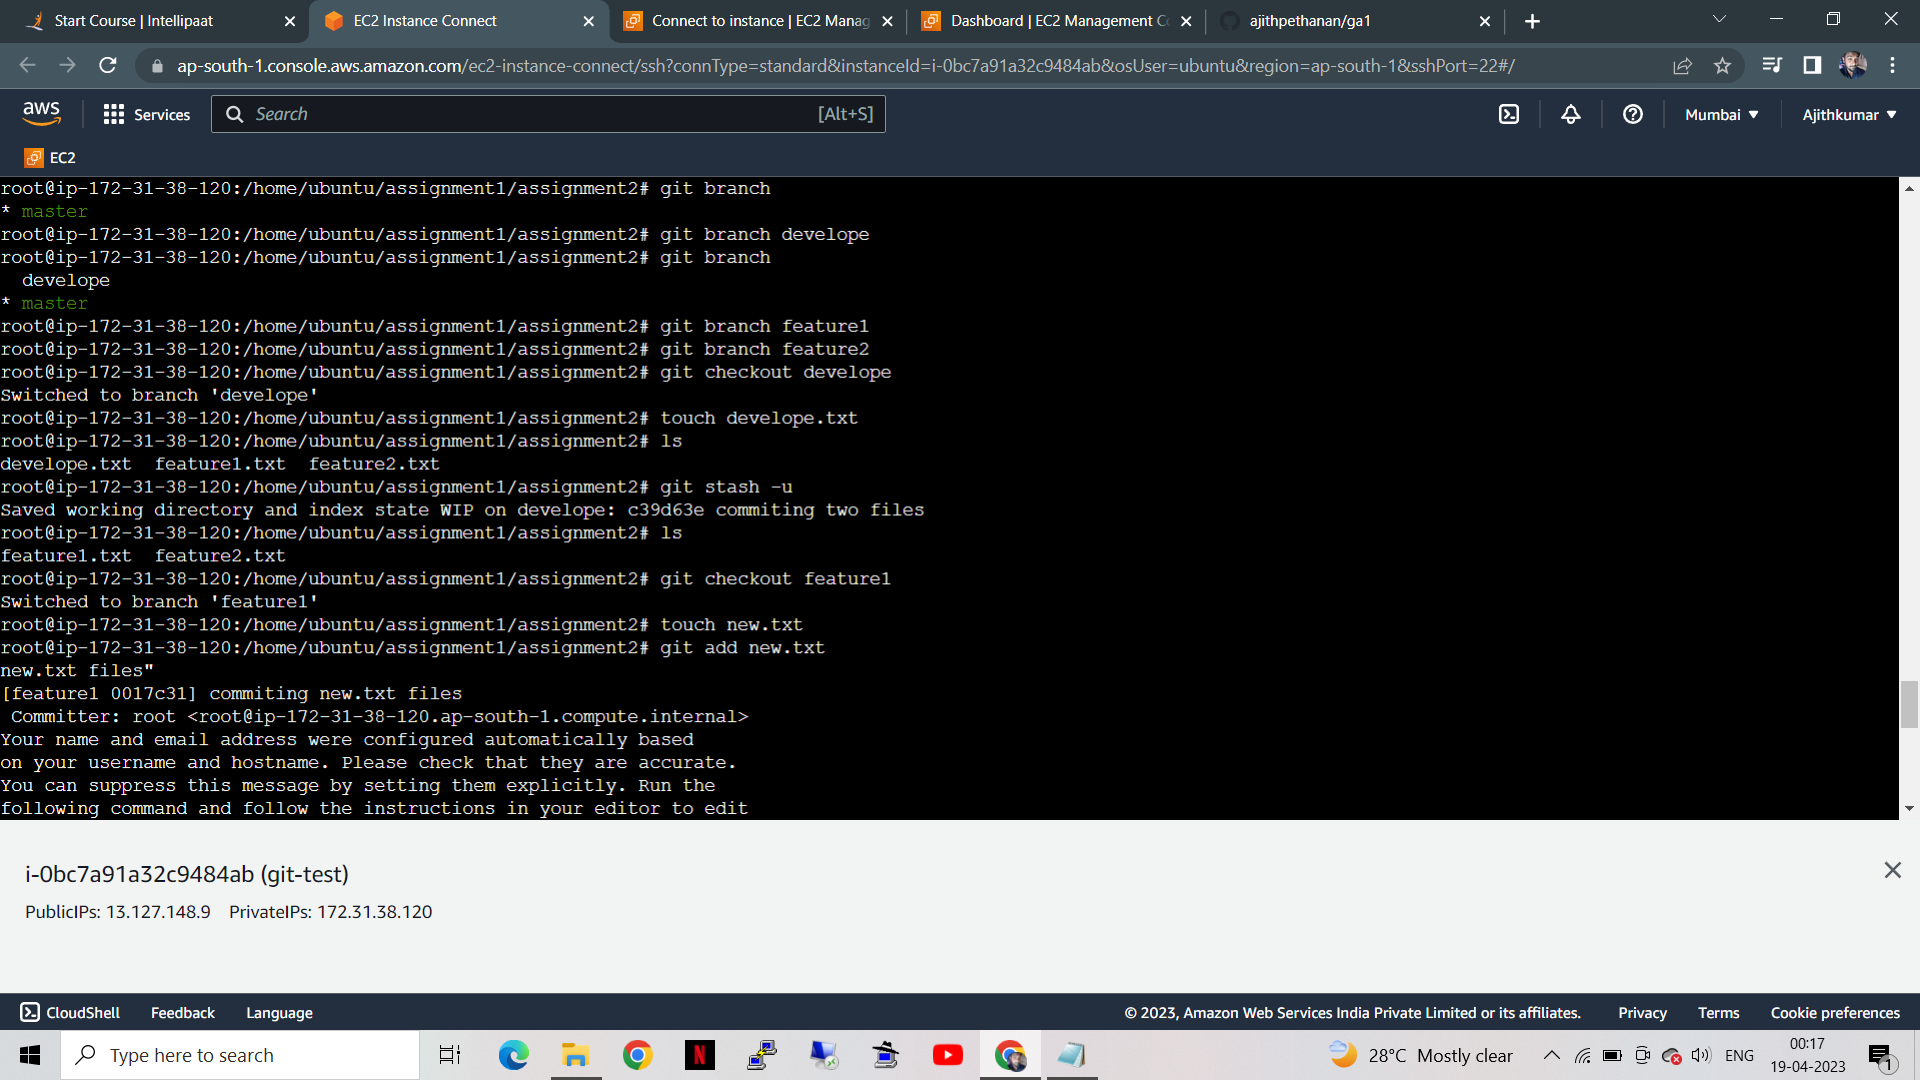 Start Course | Intellipaat
EC2 Instance Connect
Connect to instance | EC2 Manag
Dashboard | EC2 Management Co
ajithpethanan/ga1
ap-south-1.console.aws.amazon.com/ec2-instance-connect/ssh?connType=standard&instanceId=i-0bc7a91a32c9484ab&osUser=ubuntu&region=ap-south-1&sshPort=22#/
aws
Services
Search
[Alt+S]
Mumbai
Ajithkumar
EC2
root@ip-172-31-38-120:/home/ubuntu/assignment1/assignment2# git branch
* master
root@ip-172-31-38-120:/home/ubuntu/assignment1/assignment2# git branch develope
root@ip-172-31-38-120:/home/ubuntu/assignment1/assignment2# git branch
  develope
* master
root@ip-172-31-38-120:/home/ubuntu/assignment1/assignment2# git branch feature1
root@ip-172-31-38-120:/home/ubuntu/assignment1/assignment2# git branch feature2
root@ip-172-31-38-120:/home/ubuntu/assignment1/assignment2# git checkout develope
Switched to branch 'develope'
root@ip-172-31-38-120:/home/ubuntu/assignment1/assignment2# touch develope.txt
root@ip-172-31-38-120:/home/ubuntu/assignment1/assignment2# ls
develope.txt  feature1.txt  feature2.txt
root@ip-172-31-38-120:/home/ubuntu/assignment1/assignment2# git stash -u
Saved working directory and index state WIP on develope: c39d63e commiting two files
root@ip-172-31-38-120:/home/ubuntu/assignment1/assignment2# ls
feature1.txt  feature2.txt
root@ip-172-31-38-120:/home/ubuntu/assignment1/assignment2# git checkout feature1
Switched to branch 'feature1'
root@ip-172-31-38-120:/home/ubuntu/assignment1/assignment2# touch new.txt
root@ip-172-31-38-120:/home/ubuntu/assignment1/assignment2# git add new.txt
new.txt files"
[feature1 0017c31] commiting new.txt files
 Committer: root <root@ip-172-31-38-120.ap-south-1.compute.internal>
Your name and email address were configured automatically based
on your username and hostname. Please check that they are accurate.
You can suppress this message by setting them explicitly. Run the
following command and follow the instructions in your editor to edit
i-0bc7a91a32c9484ab (git-test)
PublicIPs: 13.127.148.9 PrivateIPs: 172.31.38.120
CloudShell Feedback Language
© 2023, Amazon Web Services India Private Limited or its affiliates.
Privacy Terms Cookie preferences
Type here to search
28°C Mostly clear
ENG
00:17
19-04-2023
1